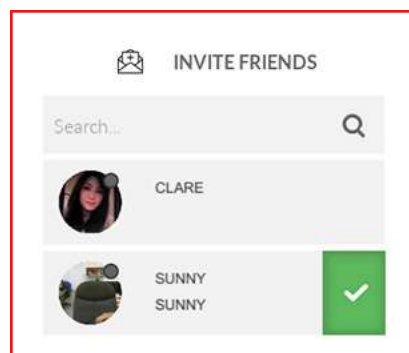 INVITE FRIENDS
Search...
CLARE
SUNNY
SUNNY